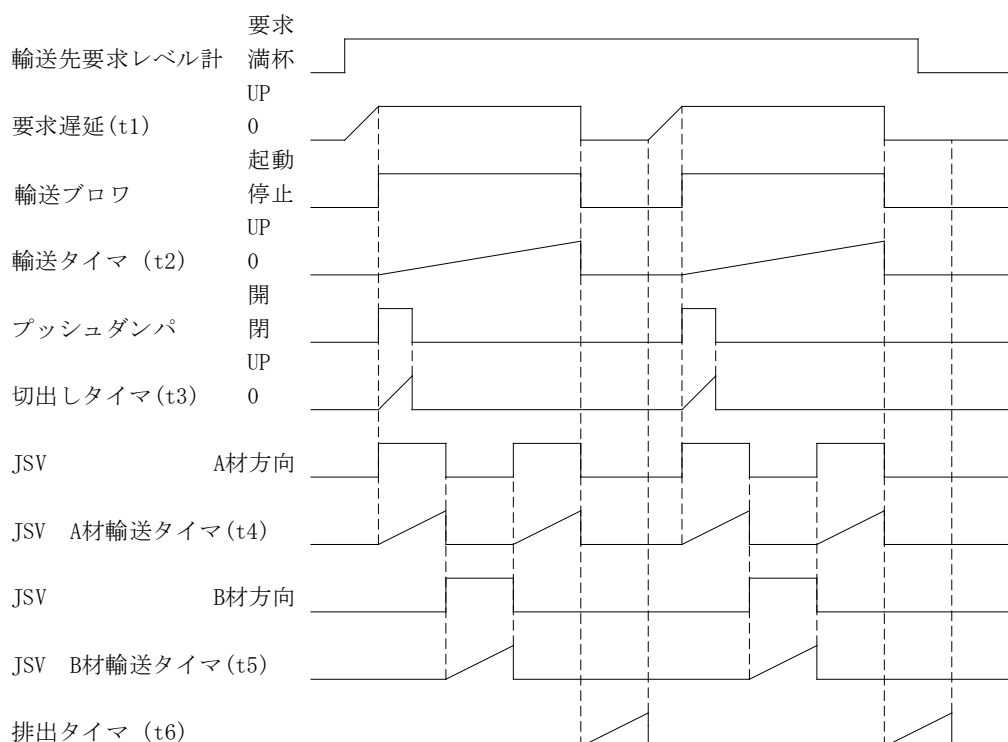 要求
輸送先要求レベル計 満杯
UP
要求遅延(t1) 0
起動
輸送ブロワ 停止
UP
輸送タイマ (t2) 0
開
プッシュダンパ 閉
UP
切出しタイマ(t3) 0
JSV A材方向
JSV A材輸送タイマ(t4)
JSV B材方向
JSV B材輸送タイマ(t5)
排出タイマ (t6)